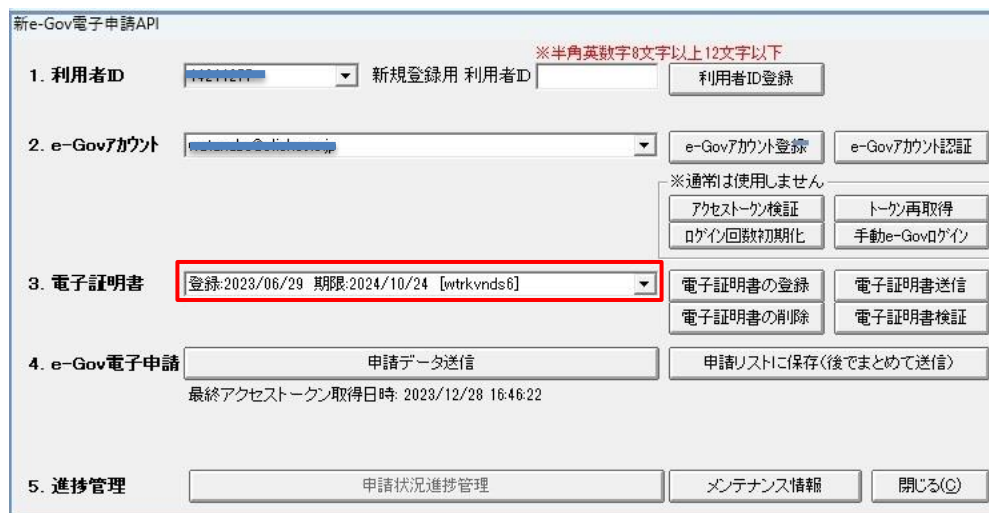 新e-Gov電子申請API
※半角英数字8文字以上12文字以下
1. 利用者ID 新規登録用 利用者ID 利用者ID登録
2. e-Govアカウント e-Govアカウント登録 e-Govアカウント認証
※通常は使用しません
アクセストークン検証 トークン再取得
ログイン回数初期化 手動e-Govログイン
3. 電子証明書 登録:2023/06/29 期限:2024/10/24 [wtrkvnds6] 電子証明書の登録 電子証明書送信
電子証明書の削除 電子証明書検証
4. e-Gov電子申請 申請データ送信 申請リストに保存(後でまとめて送信)
最終アクセストークン取得日時: 2023/12/28 16:46:22
5. 進捗管理 申請状況進捗管理 メンテナンス情報 閉じる(C)